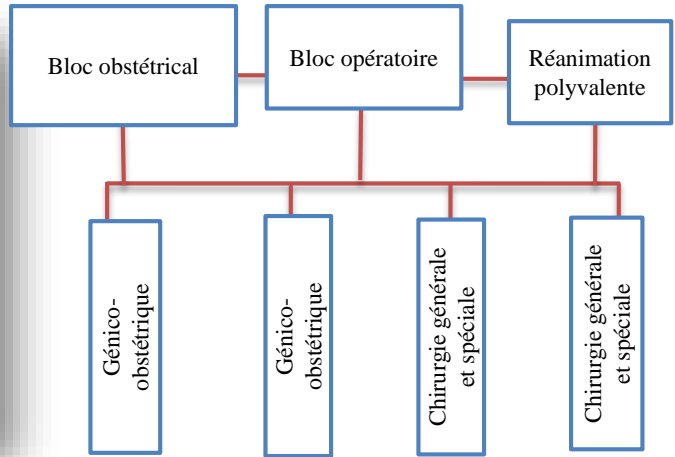 Bloc obstétrical
Bloc opératoire
Réanimation
polyvalente
Génico-
obstétrique
Génico-
obstétrique
Chirurgie générale
et spéciale
Chirurgie générale
et spéciale